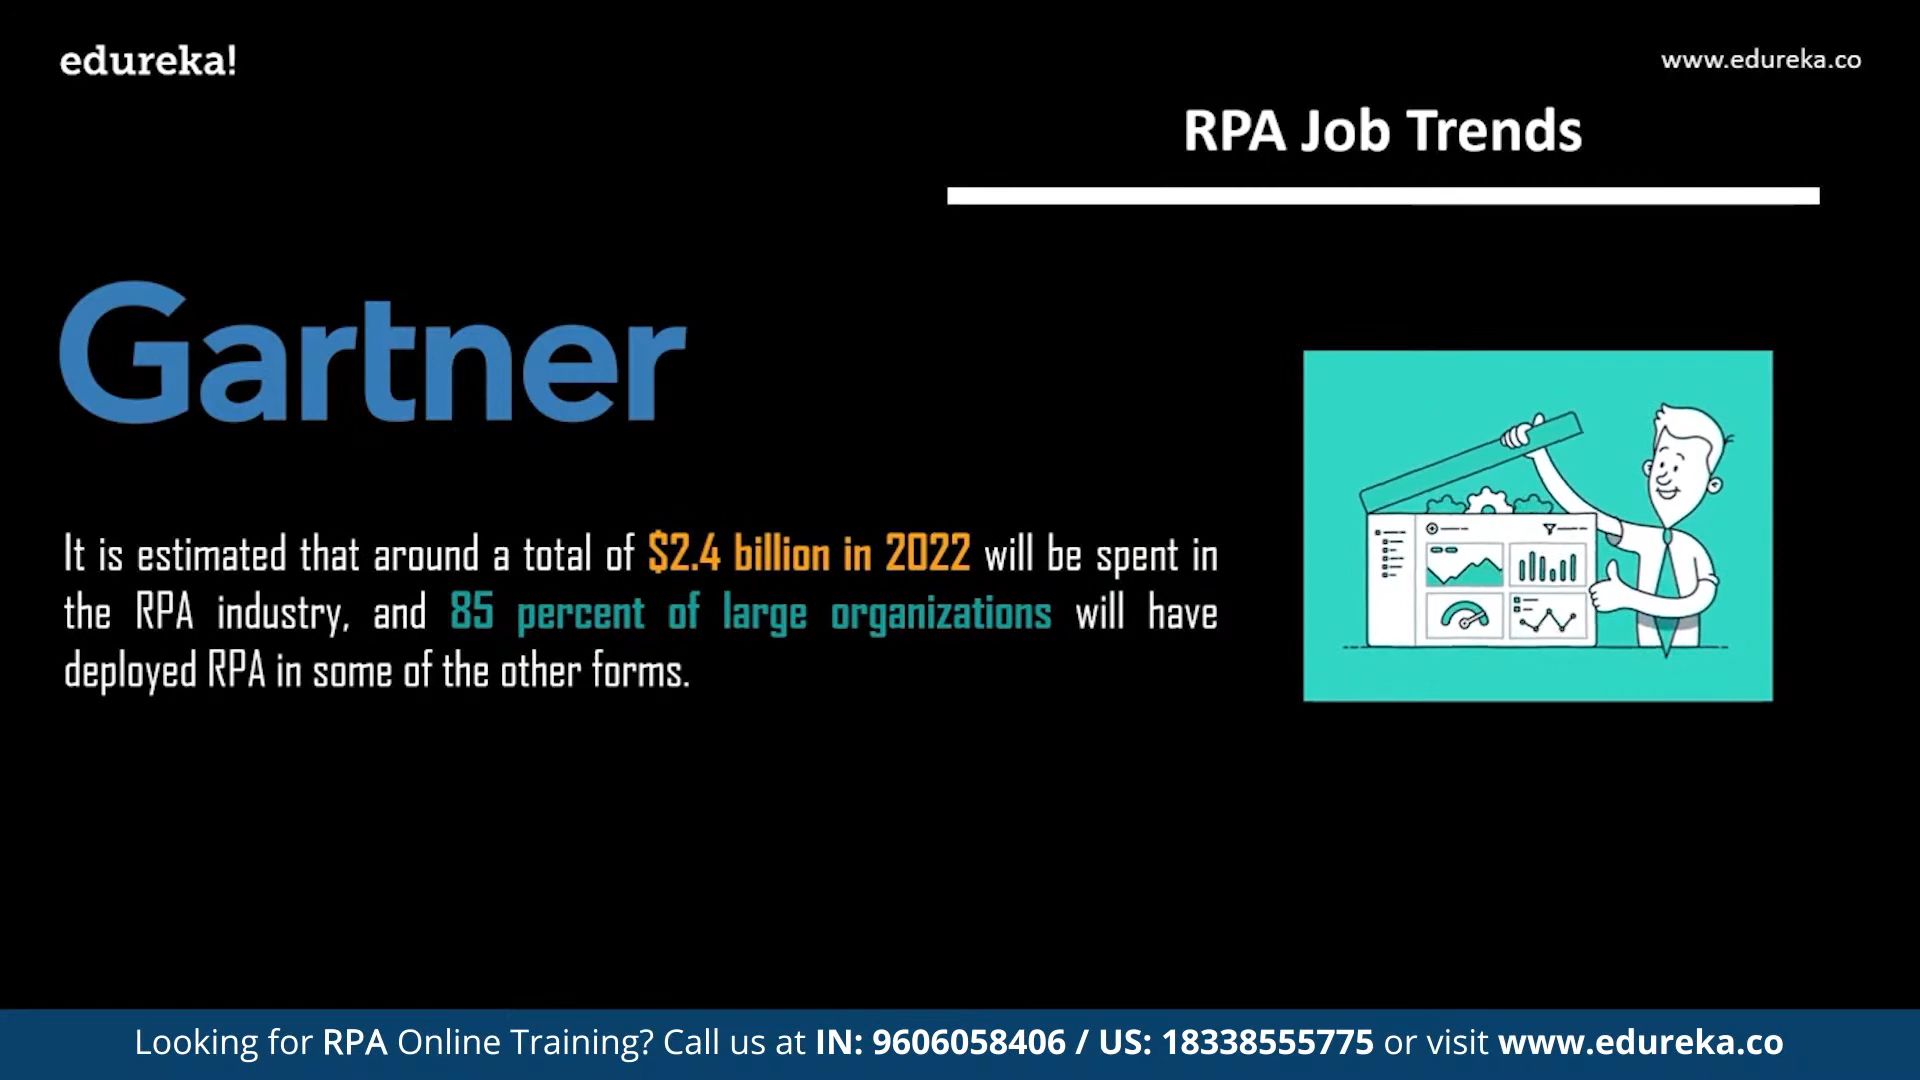 edureka!
www.edureka.co
RPA Job Trends
Gartner
It is estimated that around a total of $2.4 billion in 2022 will be spent in
the RPA industry, and 85 percent of large organizations will have
deployed RPA in some of the other forms.
Looking for RPA Online Training? Call us at IN: 9606058406 / US: 18338555775 or visit www.edureka.co